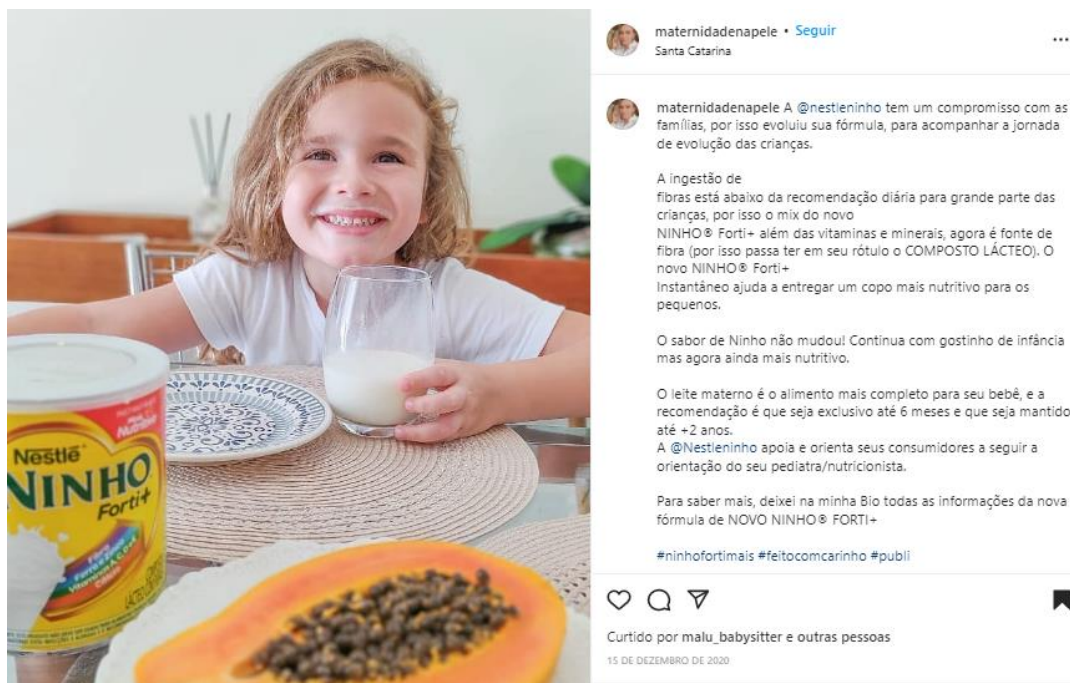 maternidadenapele • Seguir
Santa Catarina
maternidadenapele A @nestleninho tem um compromisso com as
famílias, por isso evoluiu sua fórmula, para acompanhar a jornada
de evolução das crianças.
A ingestão de
fibras está abaixo da recomendação diária para grande parte das
crianças, por isso o mix do novo
NINHO® Forti+ além das vitaminas e minerais, agora é fonte de
fibra (por isso passa ter em seu rótulo o COMPOSTO LÁCTEO). O
novo NINHO® Forti+
Instantâneo ajuda a entregar um copo mais nutritivo para os
pequenos.
O sabor de Ninho não mudou! Continua com gostinho de infância
mas agora ainda mais nutritivo.
O leite materno é o alimento mais completo para seu bebê, e a
recomendação é que seja exclusivo até 6 meses e que seja mantido
até +2 anos.
A @Nestleninho apoia e orienta seus consumidores a seguir a
orientação do seu pediatra/nutricionista.
Para saber mais, deixei na minha Bio todas as informações da nova
fórmula de NOVO NINHO® FORTI+
#ninhofortimais #feitocomcarinho #publi
Curtido por malu_babysitter e outras pessoas
15 DE DEZEMBRO DE 2020
Nestlé
NINHO
Forti+
Fibra
Ferro e Zinco
Vitaminas A, C, D e E
Cálcio